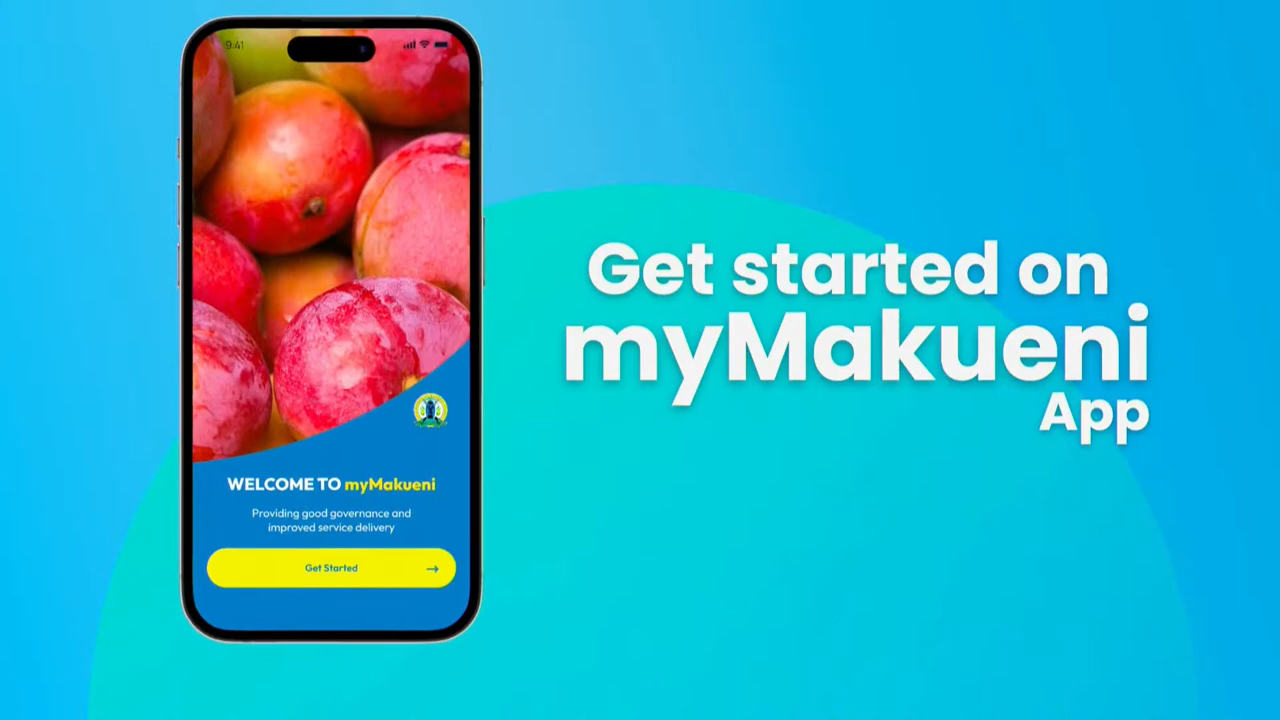 9:41
WELCOME TO myMakueni
Providing good governance and
improved service delivery
Get Started
Get started on
myMakueni
App